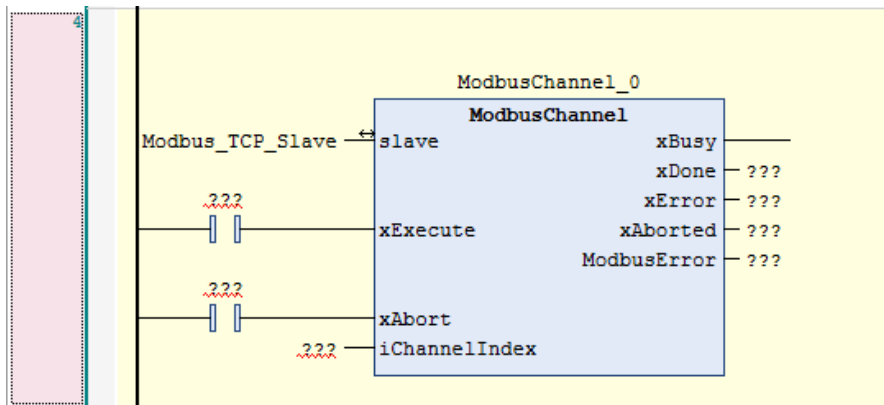 4
ModbusChannel_0
ModbusChannel
Modbus_TCP_Slave slave xBusy
xDone ???
??? xError ???
xExecute xAborted ???
ModbusError ???
???
xAbort
??? iChannelIndex